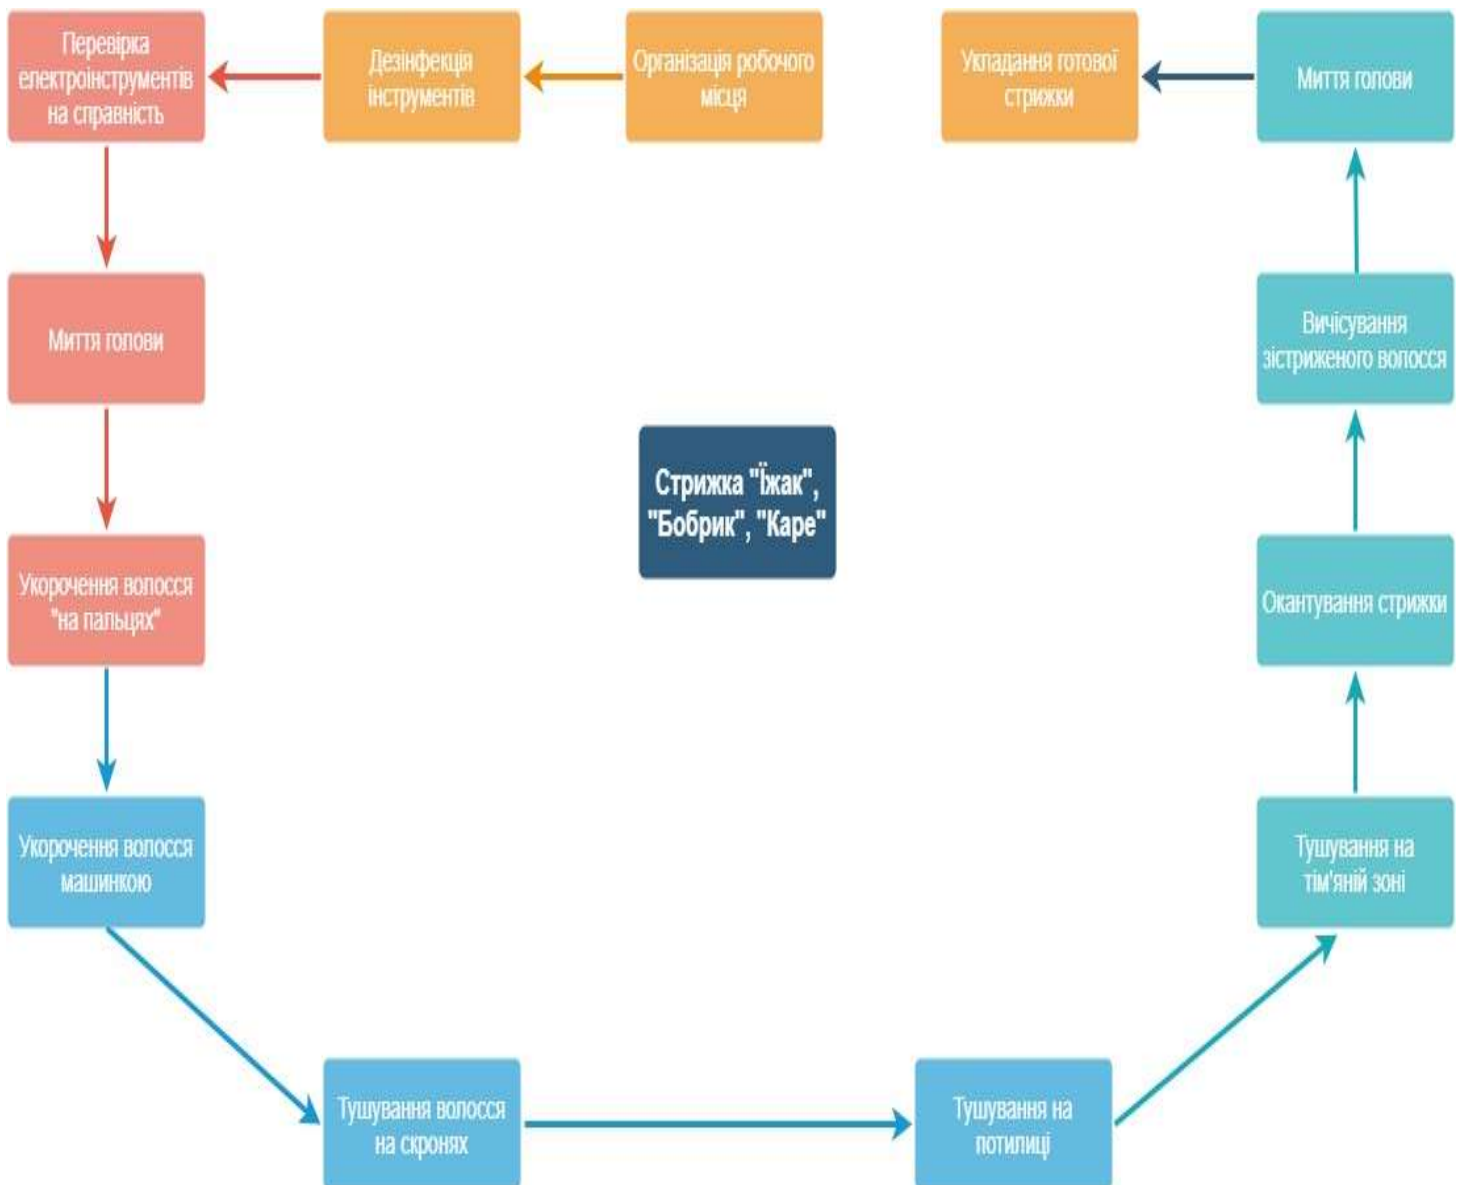 Перевірка
електроінструментів
на справність
Дезінфекція
інструментів
Організація робочого
місця
Укладання готової
стрижки
Миття голови
Миття голови
Вичісування
зістриженого волосся
Стрижка "Їжак",
"Бобрик", "Каре"
Укорочення волосся
"на пальцях"
Окантування стрижки
Укорочення волосся
машинкою
Тушування на
тім'яній зоні
Тушування волосся
на скронях
Тушування на
потилиці